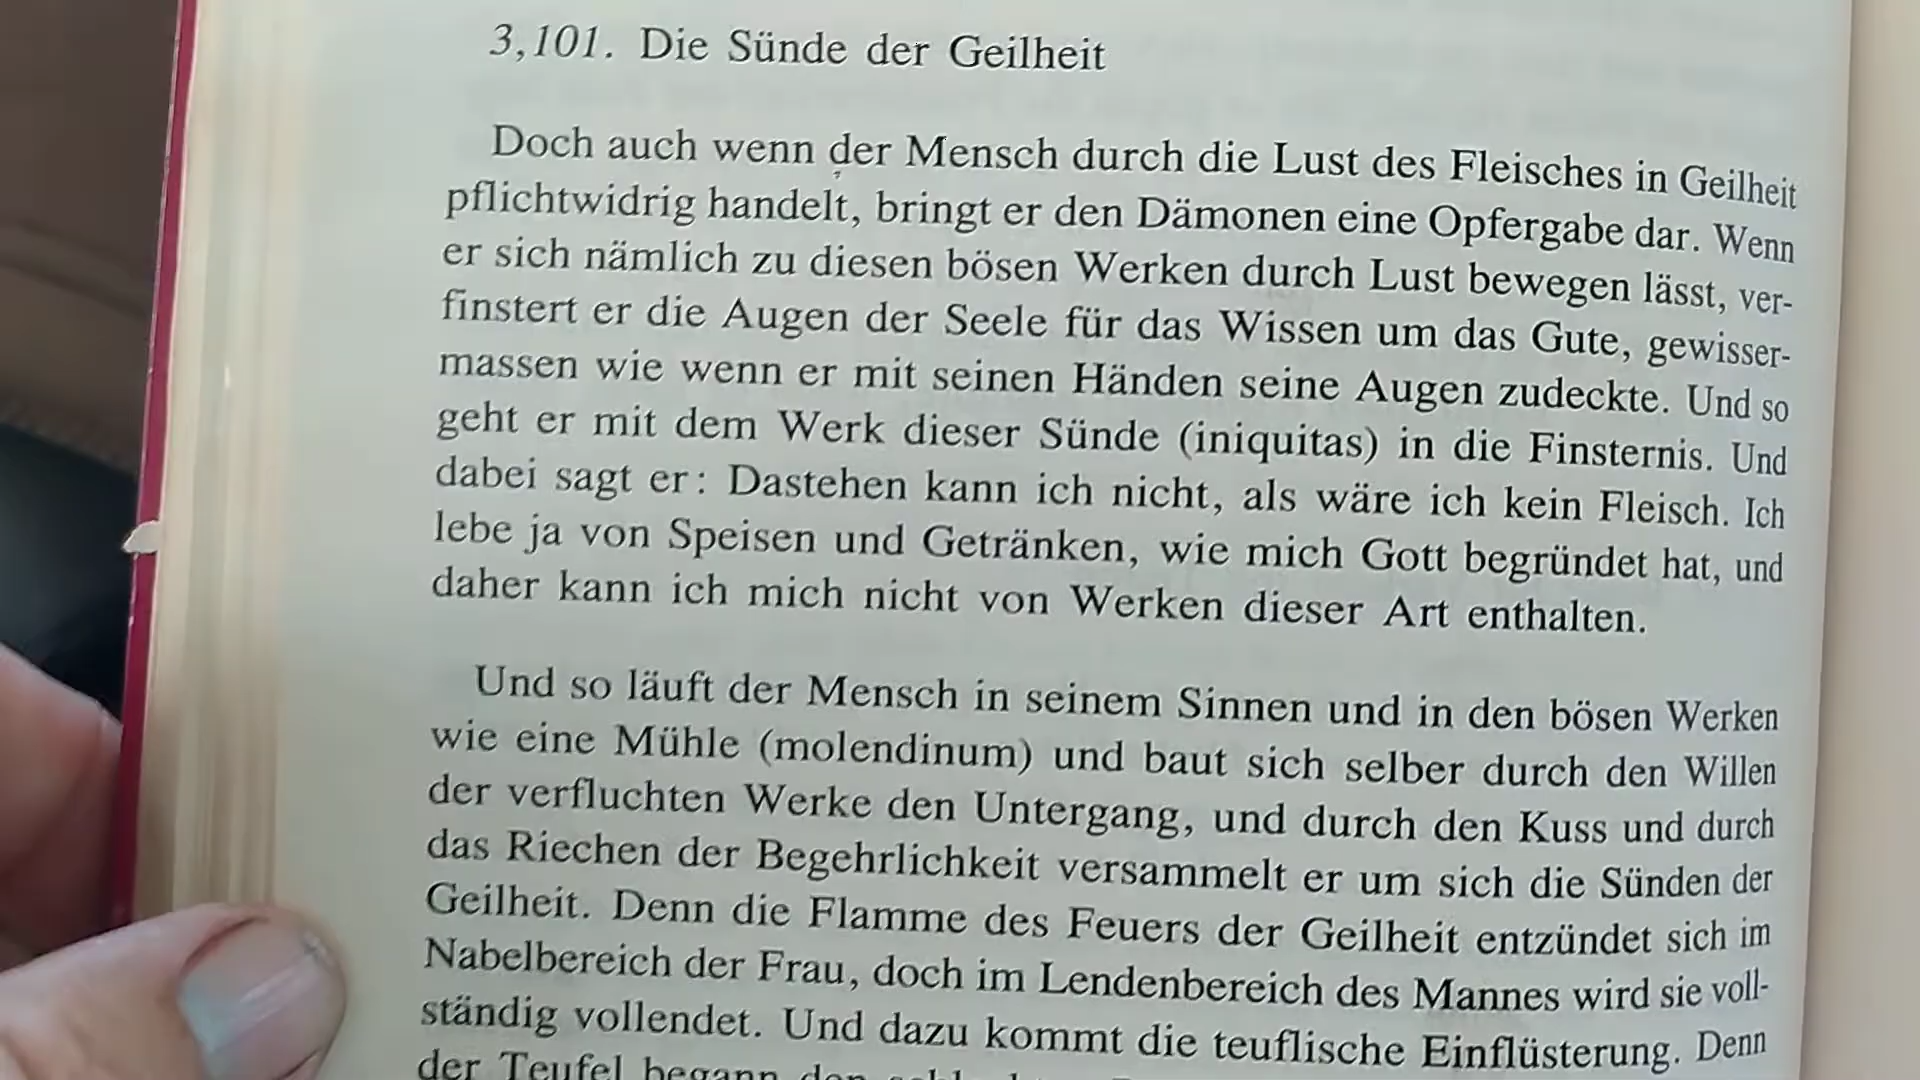 3,101. Die Sünde der Geilheit
Doch auch wenn der Mensch durch die Lust des Fleisches in Geilheit
pflichtwidrig handelt, bringt er den Dämonen eine Opfergabe dar. Wenn
er sich nämlich zu diesen bösen Werken durch Lust bewegen lässt, ver-
finstert er die Augen der Seele für das Wissen um das Gute, gewisser-
massen wie wenn er mit seinen Händen seine Augen zudeckte. Und so
geht er mit dem Werk dieser Sünde (iniquitas) in die Finsternis. Und
dabei sagt er: Dastehen kann ich nicht, als wäre ich kein Fleisch. Ich
lebe ja von Speisen und Getränken, wie mich Gott begründet hat, und
daher kann ich mich nicht von Werken dieser Art enthalten.
Und so läuft der Mensch in seinem Sinnen und in den bösen Werken
wie eine Mühle (molendinum) und baut sich selber durch den Willen
der verfluchten Werke den Untergang, und durch den Kuss und durch
das Riechen der Begehrlichkeit versammelt er um sich die Sünden der
Geilheit. Denn die Flamme des Feuers der Geilheit entzündet sich im
Nabelbereich der Frau, doch im Lendenbereich des Mannes wird sie voll-
ständig vollendet. Und dazu kommt die teuflische Einflüsterung. Denn
der Teufel begann den